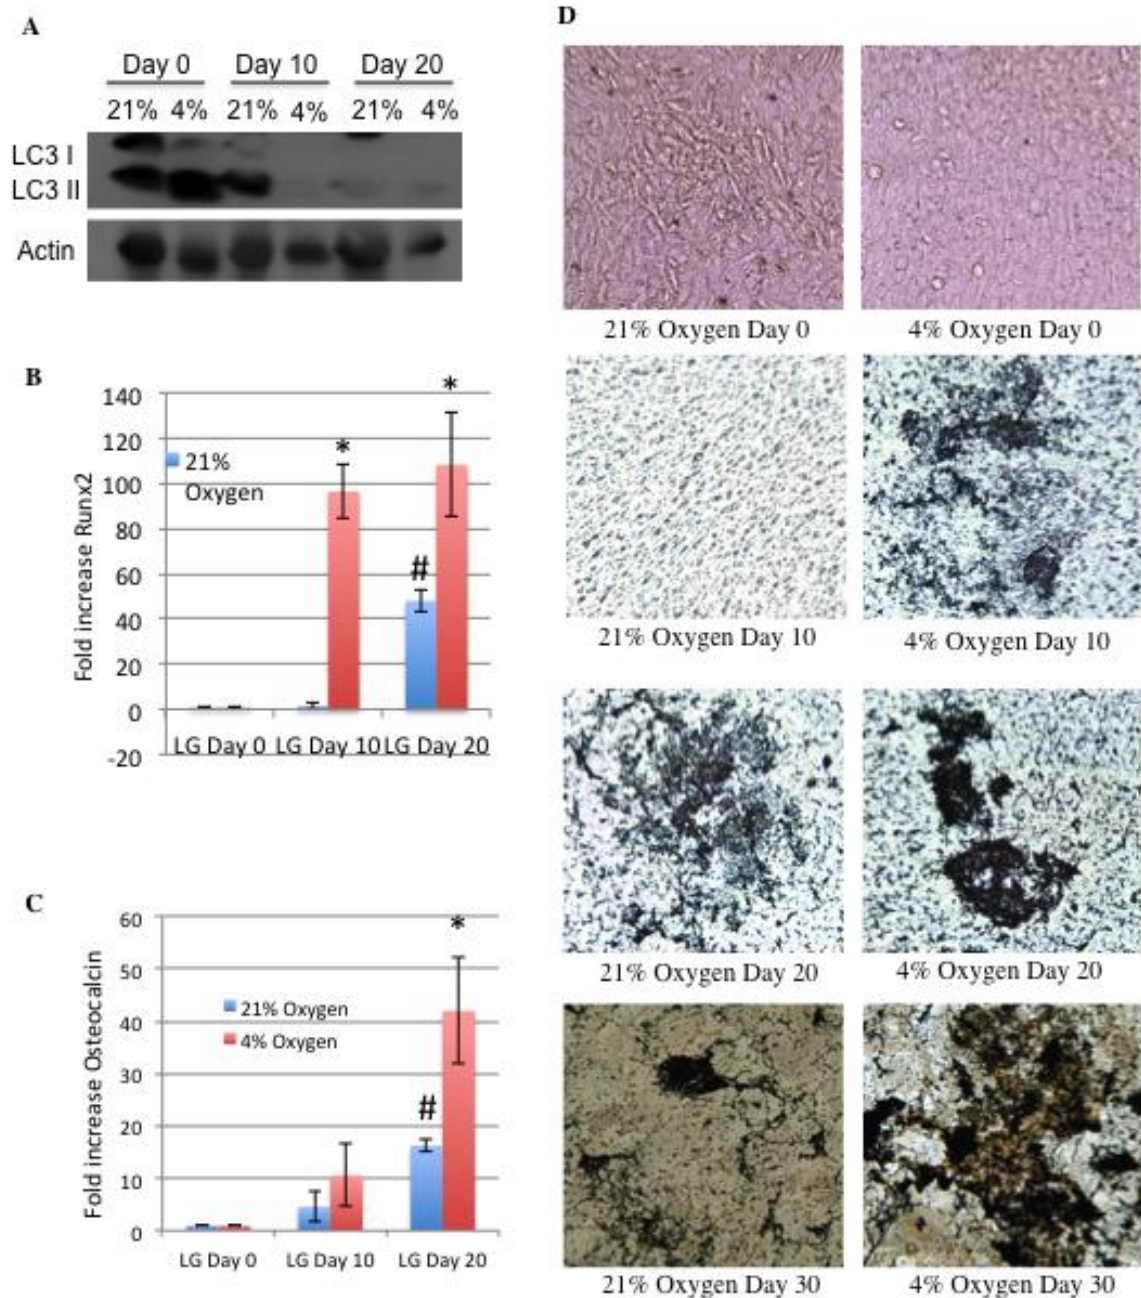 A
Day 0 Day 10 Day 20
21% 4% 21% 4% 21% 4%
LC3 I
LC3 II
Actin
B
Fold increase Runx2
140
120
100
80
60
40
20
0
-20
21%
Oxygen
*
#
*
LG Day 0 LG Day 10 LG Day 20
C
Fold increase Osteocalcin
60
50
40
30
20
10
0
21% Oxygen
4% Oxygen
#
*
LG Day 0 LG Day 10 LG Day 20
D
21% Oxygen Day 0 4% Oxygen Day 0
21% Oxygen Day 10 4% Oxygen Day 10
21% Oxygen Day 20 4% Oxygen Day 20
21% Oxygen Day 30 4% Oxygen Day 30